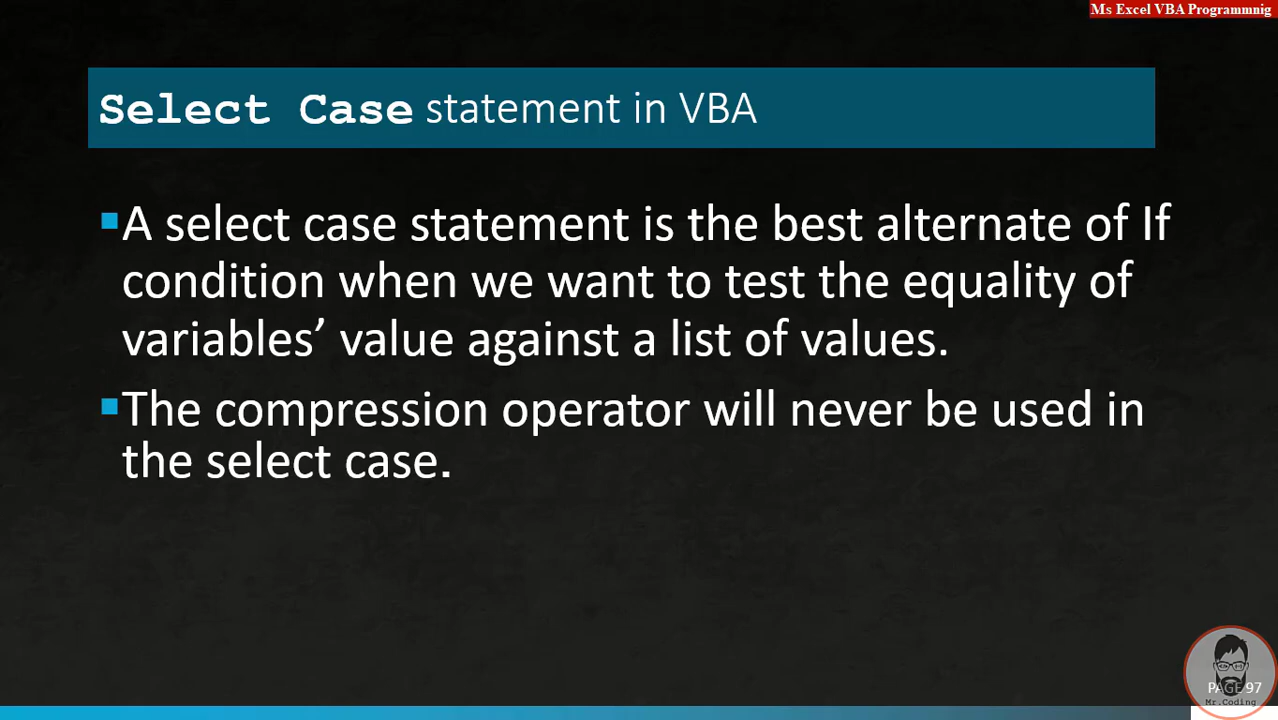 Ms Excel VBA Programmnig
Select Case statement in VBA
▪A select case statement is the best alternate of If
condition when we want to test the equality of
variables’ value against a list of values.
▪The compression operator will never be used in
the select case.
PAGE 97
Mr.Coding